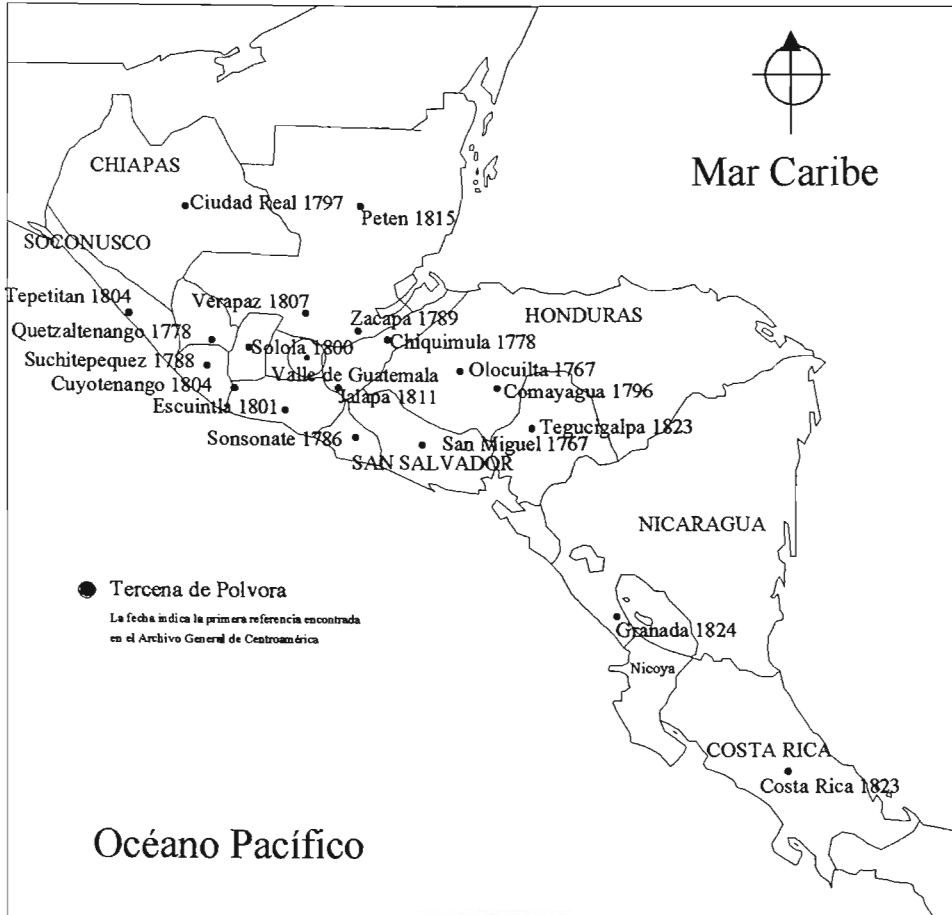 Mar Caribe
CHIAPAS
Ciudad Real 1797
Peten 1815
SOCONUSCO
Tepetitan 1804
Verapaz 1807
Zacapa 1789
HONDURAS
Quetzaltenango 1778
Solola 1800
Chiquimula 1778
Suchitepequez 1788
Valle de Guatemala
Olocuilta 1767
Cuyotenango 1804
Jalapa 1811
Comayagua 1796
Escuintla 1801
Tegucigalpa 1823
Sonsonate 1786
San Miguel 1767
SAN SALVADOR
NICARAGUA
Tercena de Polvora
La fecha indica la primera referencia encontrada
en el Archivo General de Centroamérica
Granada 1824
Nicoya
COSTA RICA
Costa Rica 1823
Océano Pacífico